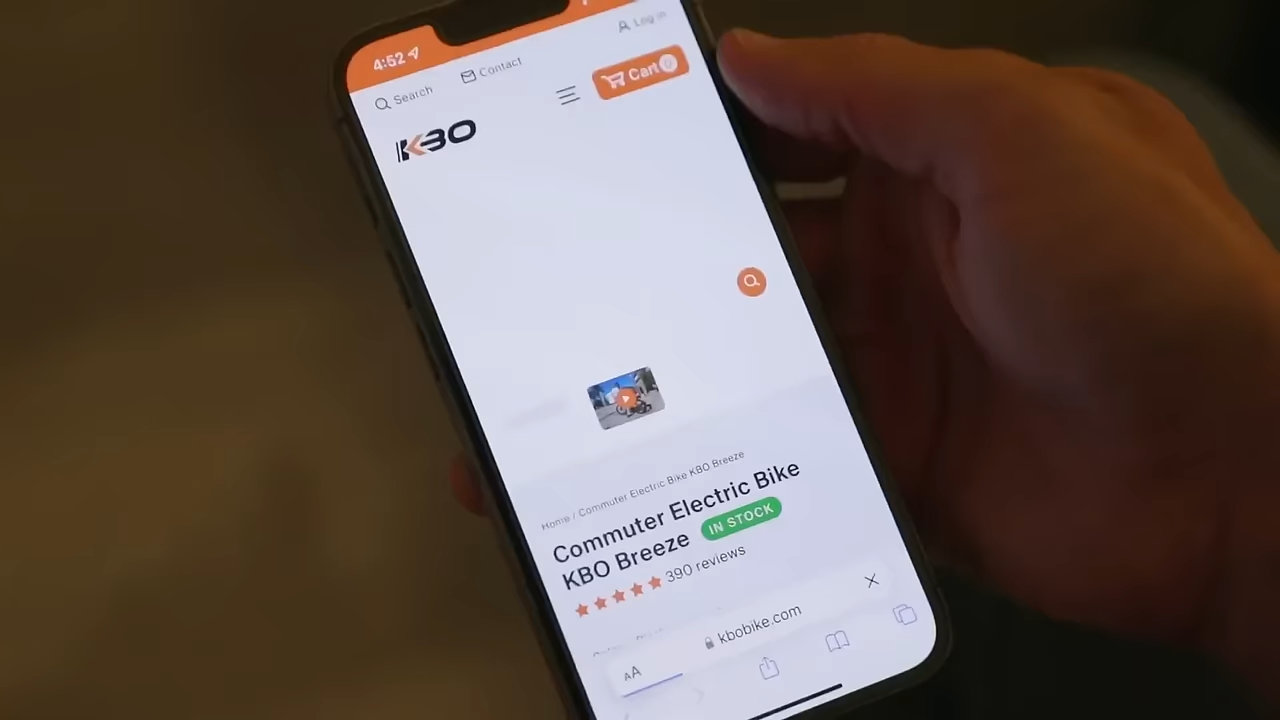 4:52
Log in
Search
Contact
Cart 0
KBO
Home / Commuter Electric Bike KBO Breeze
Commuter Electric Bike
KBO Breeze
IN STOCK
390 reviews
kbobike.com
AA